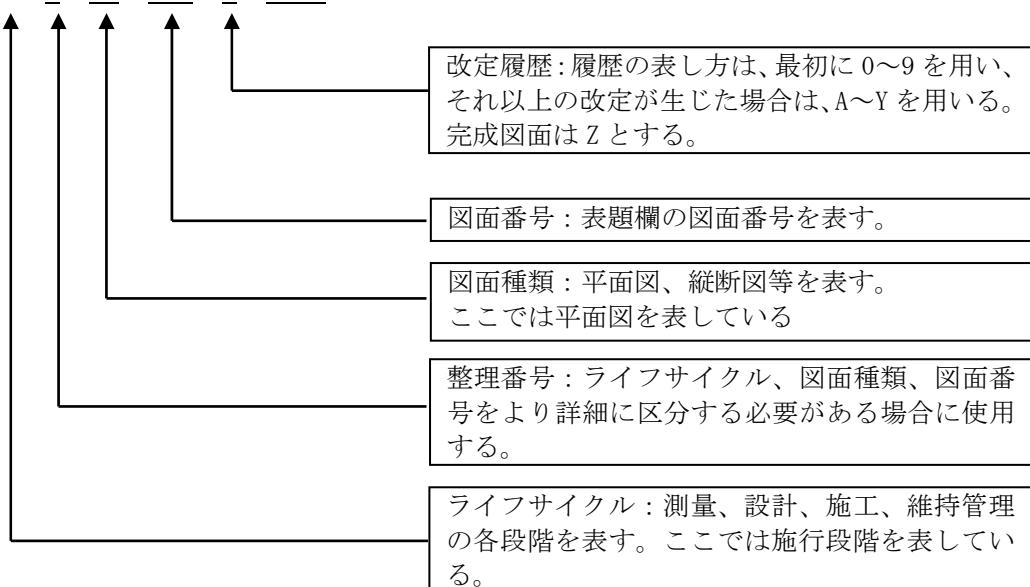 改定履歴：履歴の表し方は、最初に 0～9 を用い、
それ以上の改定が生じた場合は、A～Y を用いる。
完成図面は Z とする。
図面番号：表題欄の図面番号を表す。
図面種類：平面図、縦断図等を表す。
ここでは平面図を表している
整理番号：ライフサイクル、図面種類、図面番
号をより詳細に区分する必要がある場合に使用
する。
ライフサイクル：測量、設計、施工、維持管理
の各段階を表す。ここでは施行段階を表してい
る。